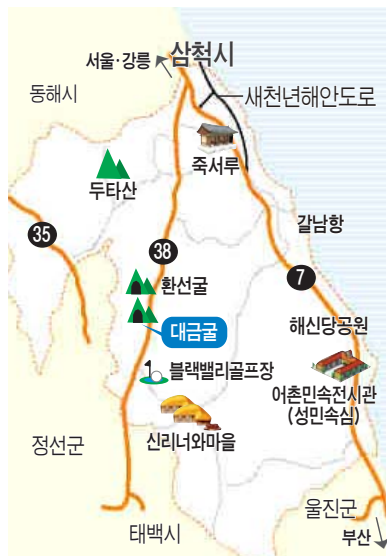 삼척시
서울·강릉
동해시
새천년해안도로
죽서루
두타산
갈남항
35
38
환선굴
7
대금굴
해신당공원
블랙밸리골프장
어촌민속전시관
(성민속심)
신리너와마을
정선군
울진군
태백시
부산